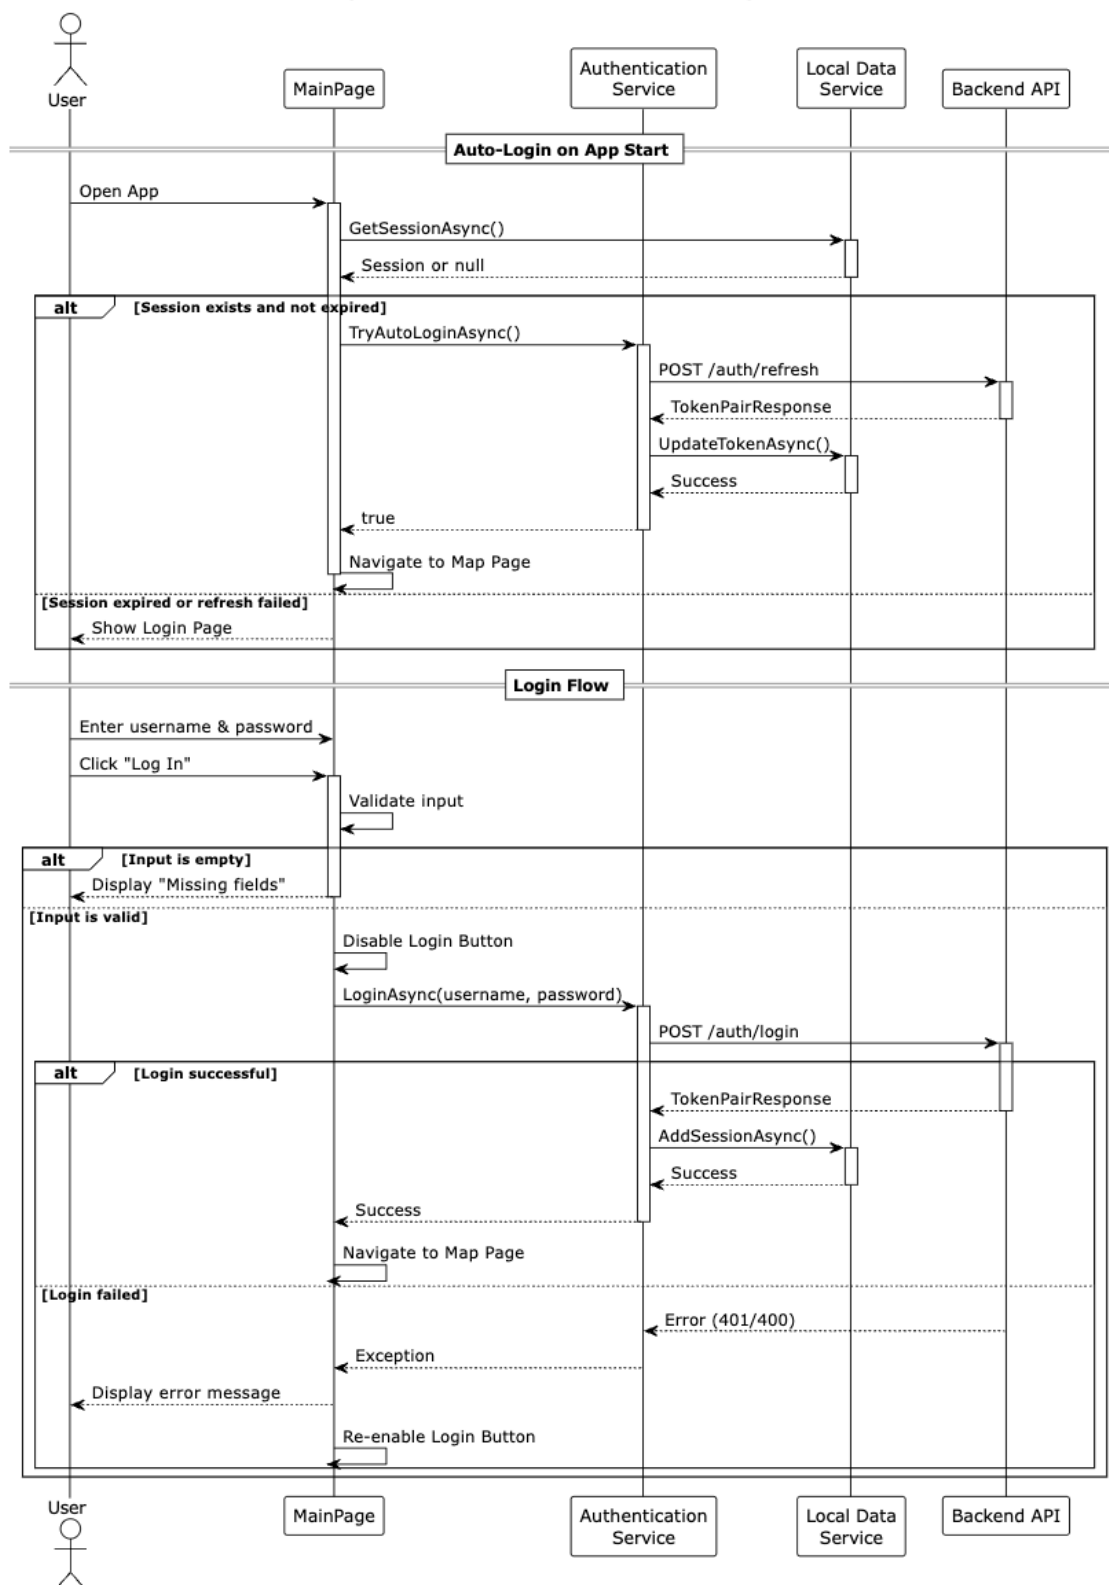 User
MainPage
Authentication
Service
Local Data
Service
Backend API
Auto-Login on App Start
Open App
GetSessionAsync()
Session or null
alt
[Session exists and not expired]
TryAutoLoginAsync()
POST /auth/refresh
TokenPairResponse
UpdateTokenAsync()
Success
true
Navigate to Map Page
[Session expired or refresh failed]
Show Login Page
Login Flow
Enter username & password
Click "Log In"
Validate input
alt
[Input is empty]
Display "Missing fields"
[Input is valid]
Disable Login Button
LoginAsync(username, password)
POST /auth/login
alt
[Login successful]
TokenPairResponse
AddSessionAsync()
Success
Success
Navigate to Map Page
[Login failed]
Error (401/400)
Exception
Display error message
Re-enable Login Button
User
MainPage
Authentication
Service
Local Data
Service
Backend API